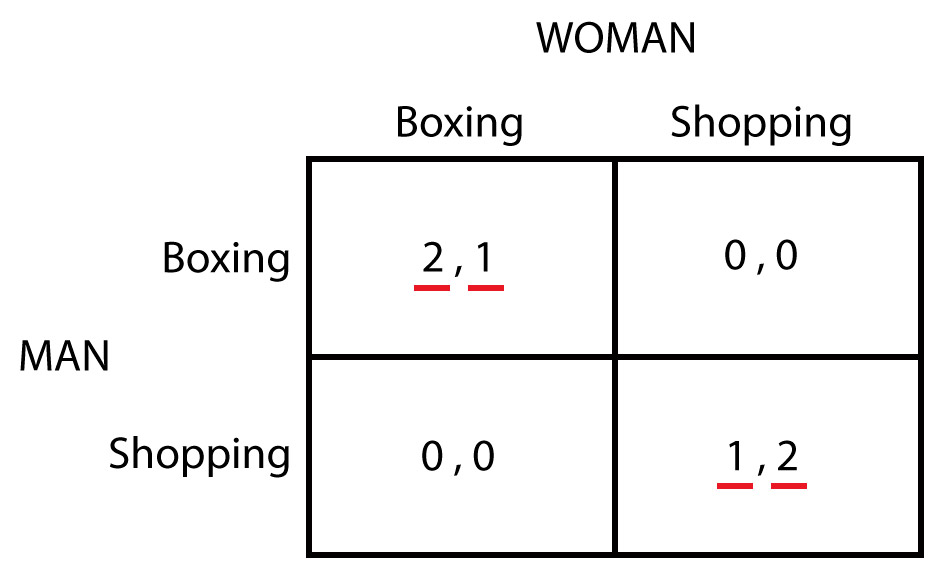 WOMAN
Boxing Shopping
Boxing 2 , 1 0 , 0
MAN
Shopping 0 , 0 1 , 2